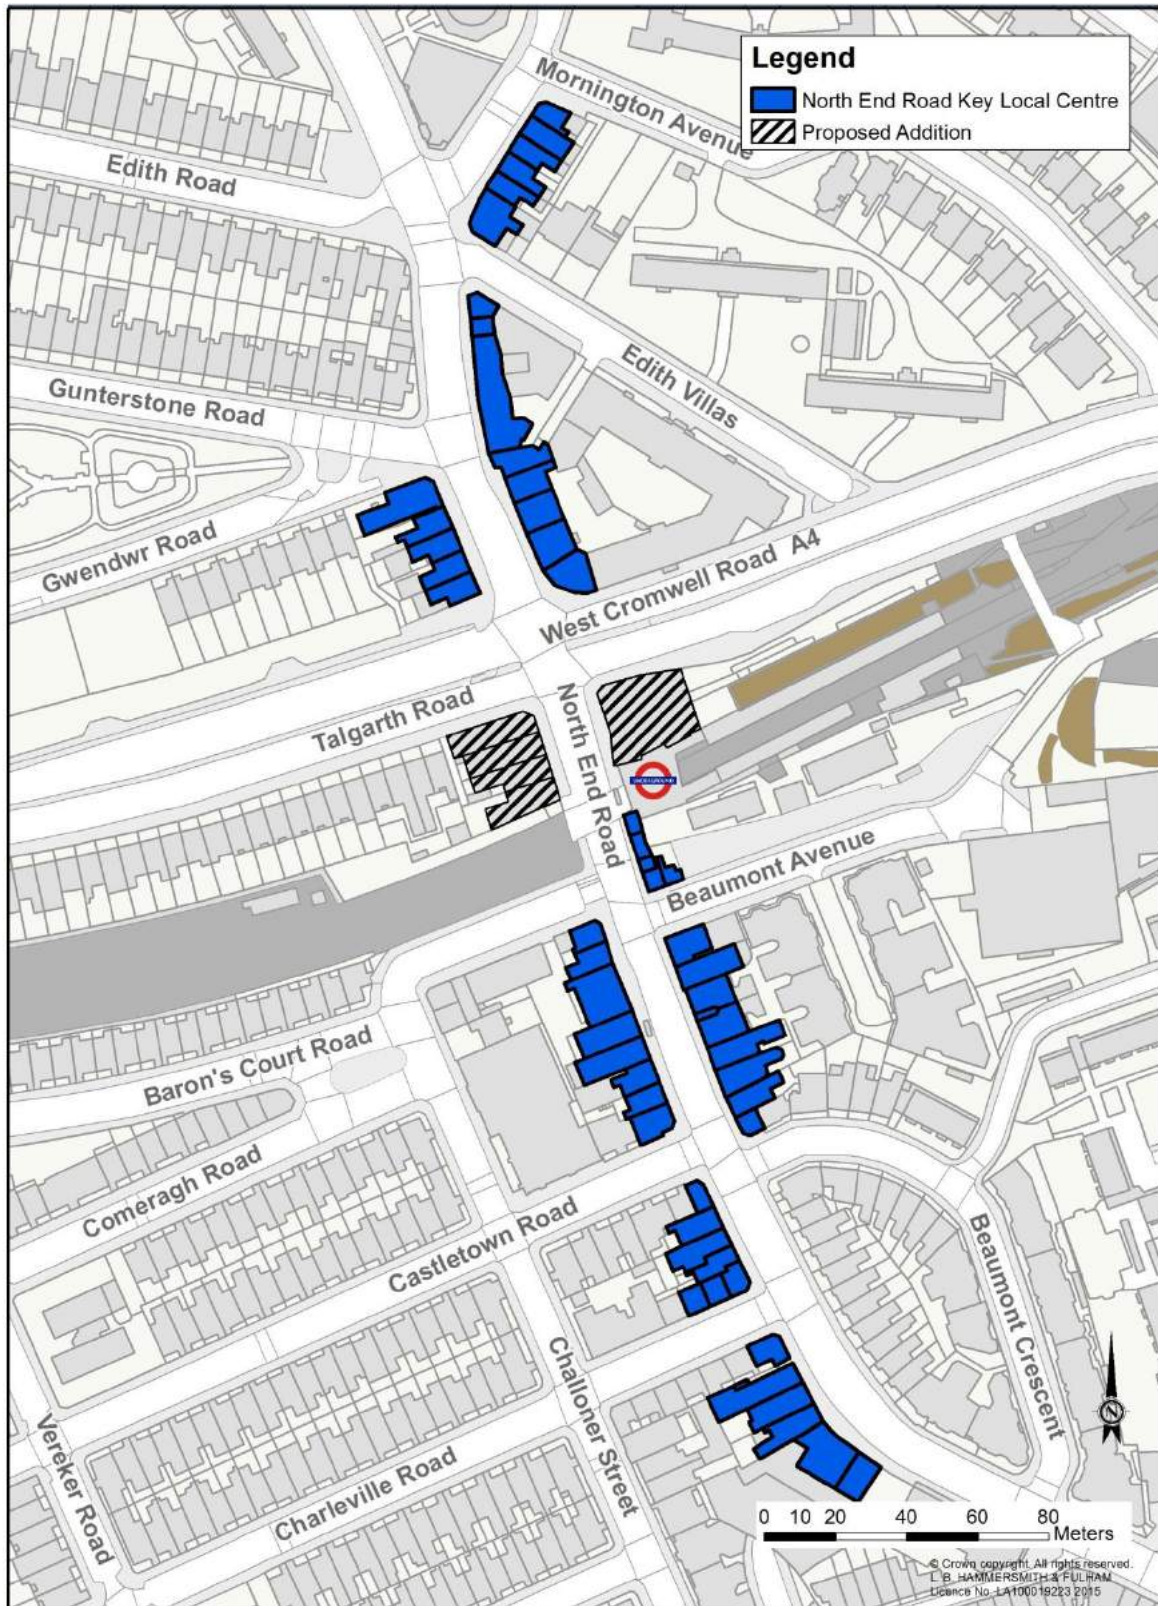 Legend
North End Road Key Local Centre
Proposed Addition
Mornington Avenue
Edith Road
Edith Villas
Gunterstone Road
Gwendwr Road
West Cromwell Road A4
Talgarth Road
North End Road
UNDERGROUND
Beaumont Avenue
Baron's Court Road
Comeragh Road
Castletown Road
Beaumont Crescent
Challoner Street
Vereker Road
Charleville Road
N
0 10 20 40 60 80
Meters
© Crown copyright. All rights reserved.
L. B. HAMMERSMITH & FULHAM
Licence No. LA100019223 2015